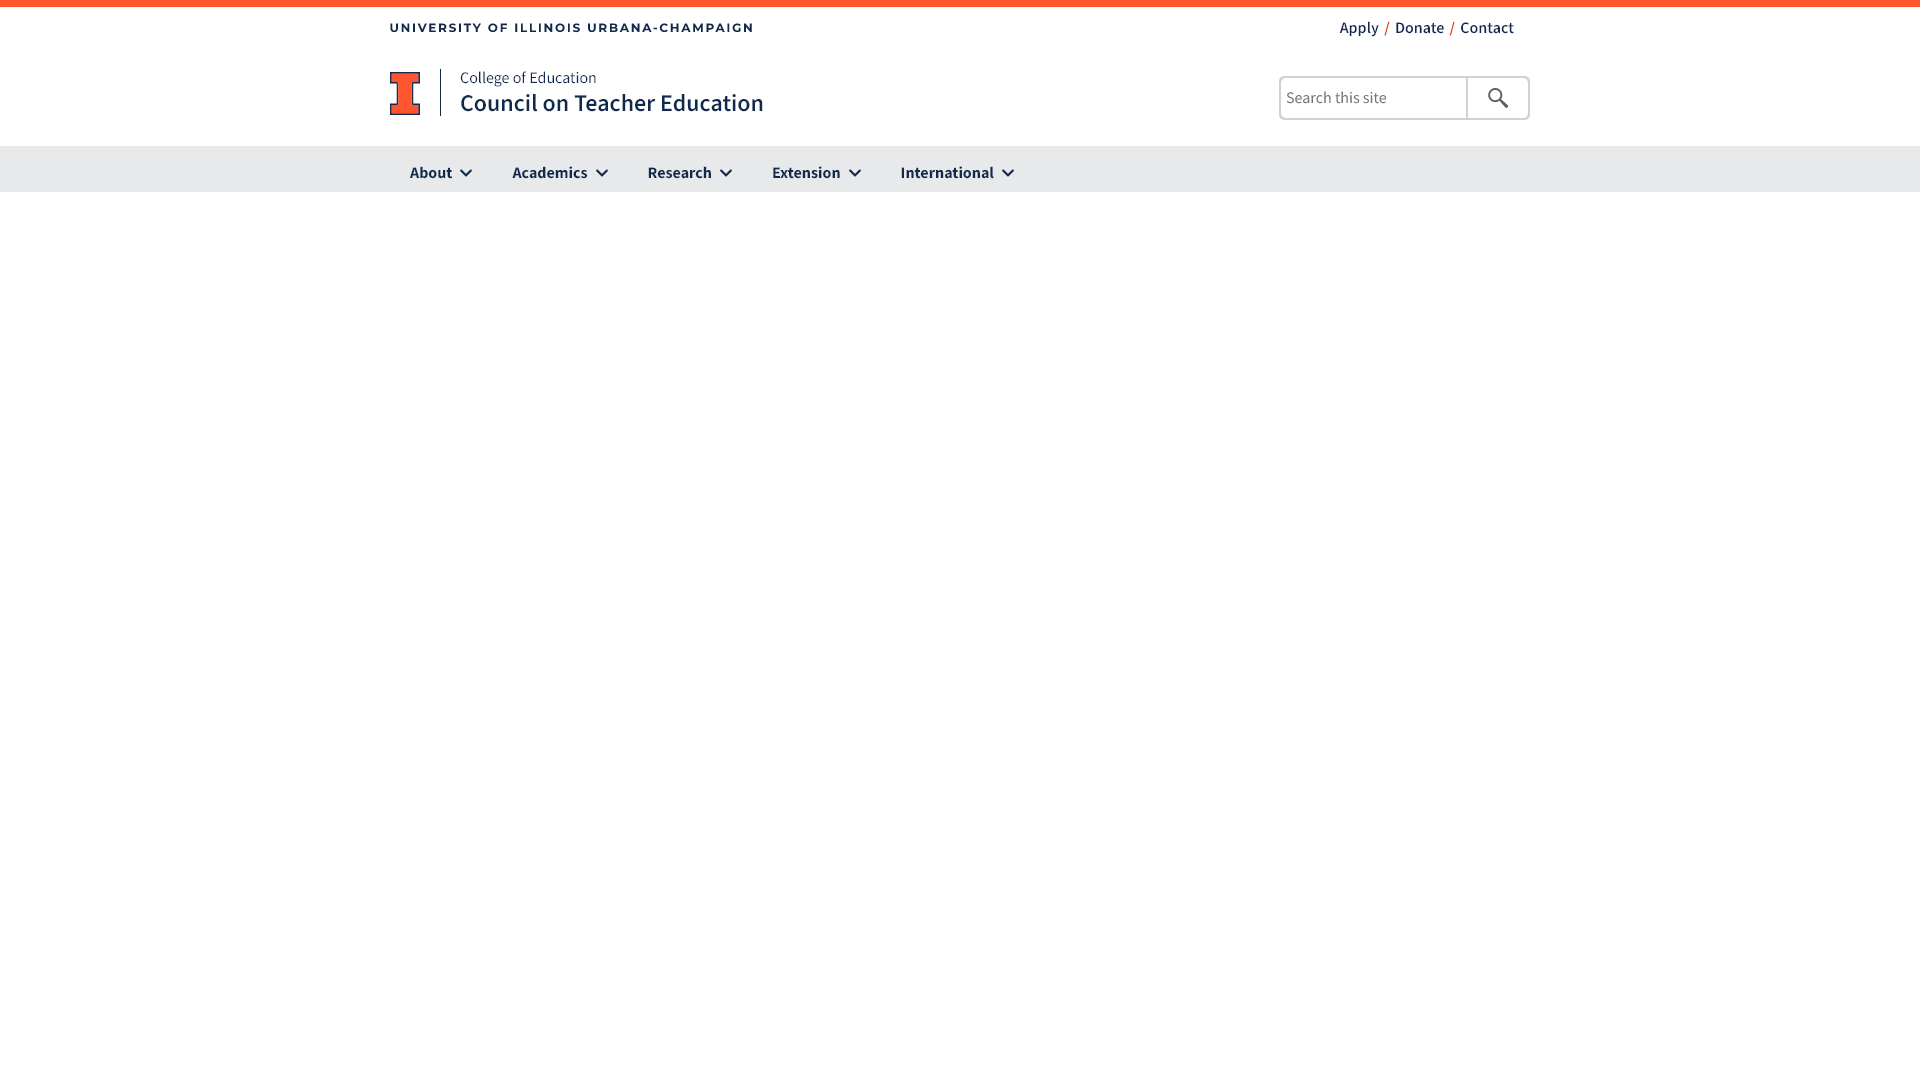 UNIVERSITY OF ILLINOIS URBANA-CHAMPAIGN
Apply / Donate / Contact
College of Education
Council on Teacher Education
Search this site
About Academics Research Extension International